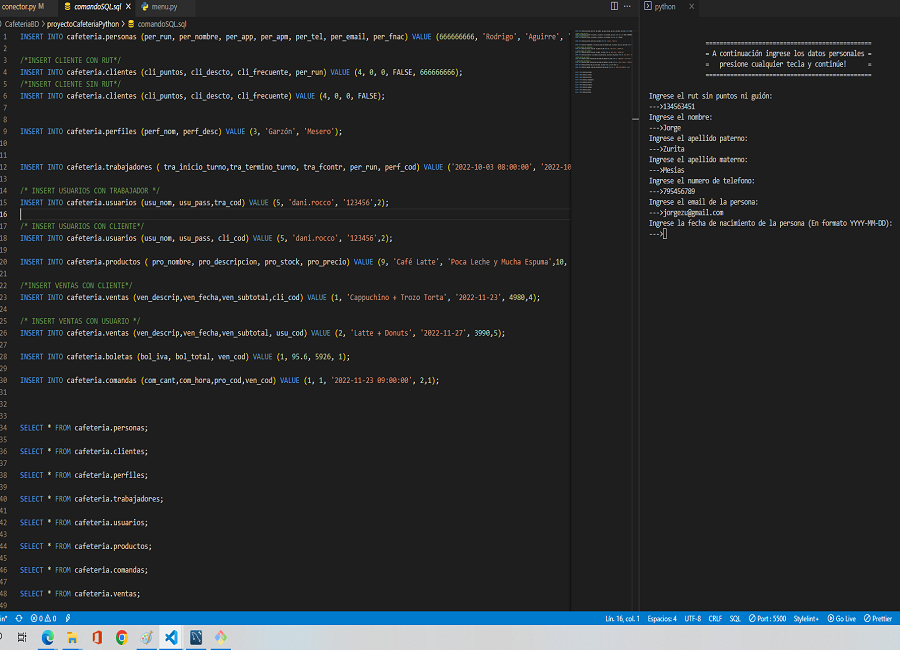 conector.py M
comandoSQL.sql
menu.py
python
CafeteriaBD > proyectoCafeteriaPython > comandoSQL.sql
1 INSERT INTO cafeteria.personas (per_run, per_nombre, per_app, per_apm, per_tel, per_email, per_fnac) VALUE (666666666, 'Rodrigo', 'Aguirre', '
2
3 /*INSERT CLIENTE CON RUT*/
4 INSERT INTO cafeteria.clientes (cli_puntos, cli_descto, cli_frecuente, per_run) VALUE (4, 0, 0, FALSE, 666666666);
5 /*INSERT CLIENTE SIN RUT*/
6 INSERT INTO cafeteria.clientes (cli_puntos, cli_descto, cli_frecuente) VALUE (4, 0, 0, FALSE);
7
8
9 INSERT INTO cafeteria.perfiles (perf_nom, perf_desc) VALUE (3, 'Garzón', 'Mesero');
10
11
12 INSERT INTO cafeteria.trabajadores ( tra_inicio_turno,tra_termino_turno, tra_fcontr, per_run, perf_cod) VALUE ('2022-10-03 08:00:00', '2022-10
13
14 /* INSERT USUARIOS CON TRABAJADOR */
15 INSERT INTO cafeteria.usuarios (usu_nom, usu_pass,tra_cod) VALUE (5, 'dani.rocco', '123456',2);
16
17 /* INSERT USUARIOS CON CLIENTE*/
18 INSERT INTO cafeteria.usuarios (usu_nom, usu_pass, cli_cod) VALUE (5, 'dani.rocco', '123456',2);
19
20 INSERT INTO cafeteria.productos ( pro_nombre, pro_descripcion, pro_stock, pro_precio) VALUE (9, 'Café Latte', 'Poca Leche y Mucha Espuma',10,
21
22 /*INSERT VENTAS CON CLIENTE*/
23 INSERT INTO cafeteria.ventas (ven_descrip,ven_fecha,ven_subtotal,cli_cod) VALUE (1, 'Cappuchino + Trozo Torta', '2022-11-23', 4980,4);
24
25 /* INSERT VENTAS CON USUARIO */
26 INSERT INTO cafeteria.ventas (ven_descrip,ven_fecha,ven_subtotal, usu_cod) VALUE (2, 'Latte + Donuts', '2022-11-27', 3990,5);
27
28 INSERT INTO cafeteria.boletas (bol_iva, bol_total, ven_cod) VALUE (1, 95.6, 5926, 1);
29
30 INSERT INTO cafeteria.comandas (com_cant,com_hora,pro_cod,ven_cod) VALUE (1, 1, '2022-11-23 09:00:00', 2,1);
31
32
33
34 SELECT * FROM cafeteria.personas;
35
36 SELECT * FROM cafeteria.clientes;
37
38 SELECT * FROM cafeteria.perfiles;
39
40 SELECT * FROM cafeteria.trabajadores;
41
42 SELECT * FROM cafeteria.usuarios;
43
44 SELECT * FROM cafeteria.productos;
45
46 SELECT * FROM cafeteria.comandas;
47
48 SELECT * FROM cafeteria.ventas;
49
================================================
= A continuación ingrese los datos personales =
= presione cualquier tecla y continúe! =
================================================
Ingrese el rut sin puntos ni guión:
--->134563451
Ingrese el nombre:
--->Jorge
Ingrese el apellido paterno:
--->Zurita
Ingrese el apellido materno:
--->Mesias
Ingrese el numero de telefono:
--->795456789
Ingrese el email de la persona:
--->jorgezu@gmail.com
Ingrese la fecha de nacimiento de la persona (En formato YYYY-MM-DD):
--->
0 0 Lín. 16, col. 1 Espacios: 4 UTF-8 CRLF SQL Port : 5500 Stylelint+ Go Live Prettier